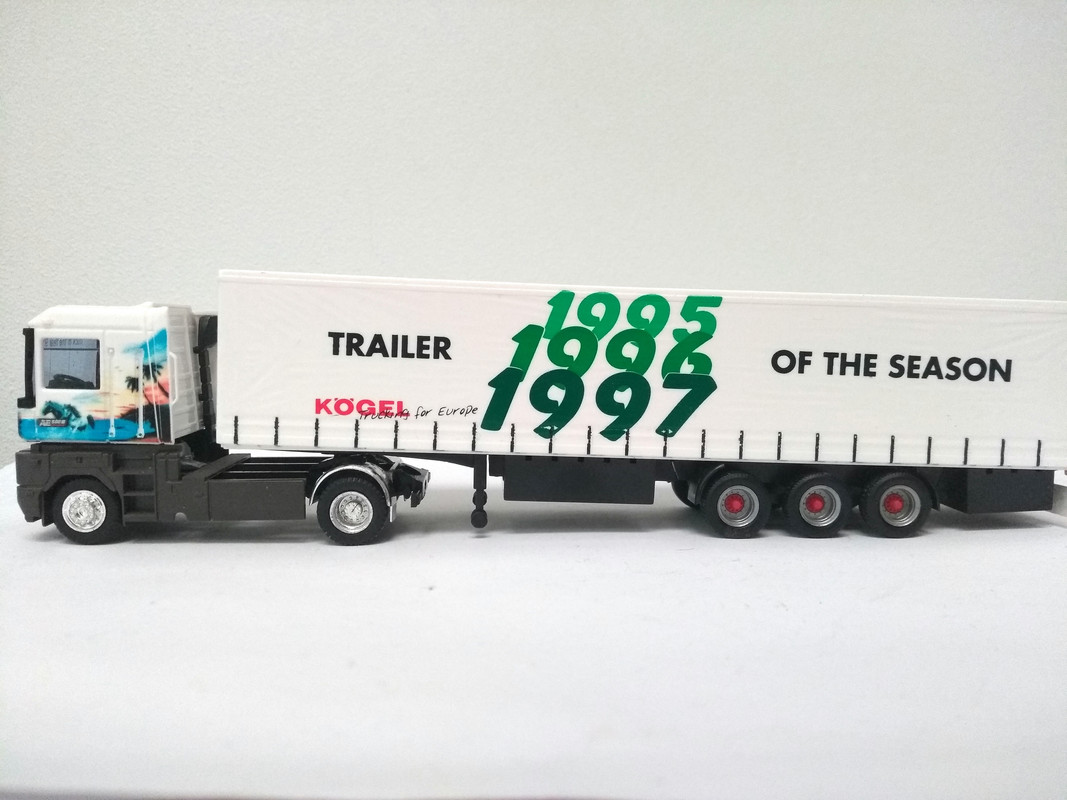 TRAILER
1995
1996
1997
OF THE SEASON
KÖGEL
Trucking for Europe